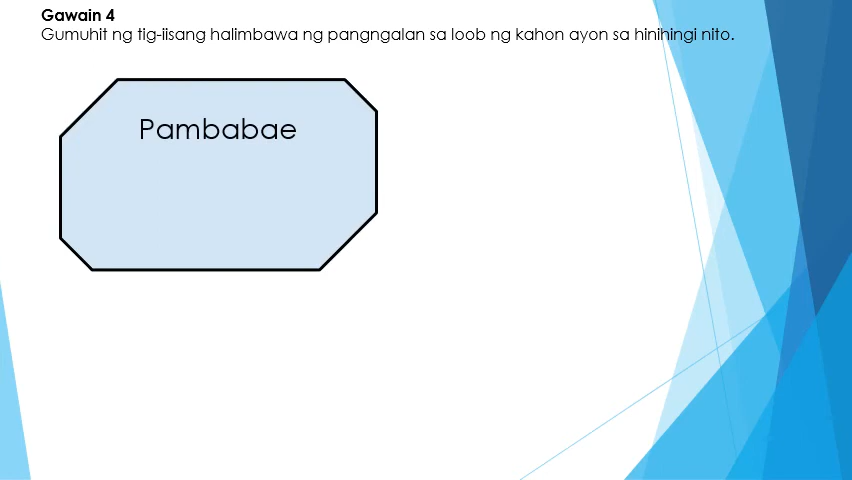 Gawain 4
Gumuhit ng tig-iisang halimbawa ng pangngalan sa loob ng kahon ayon sa hinihingi nito.
Pambabae